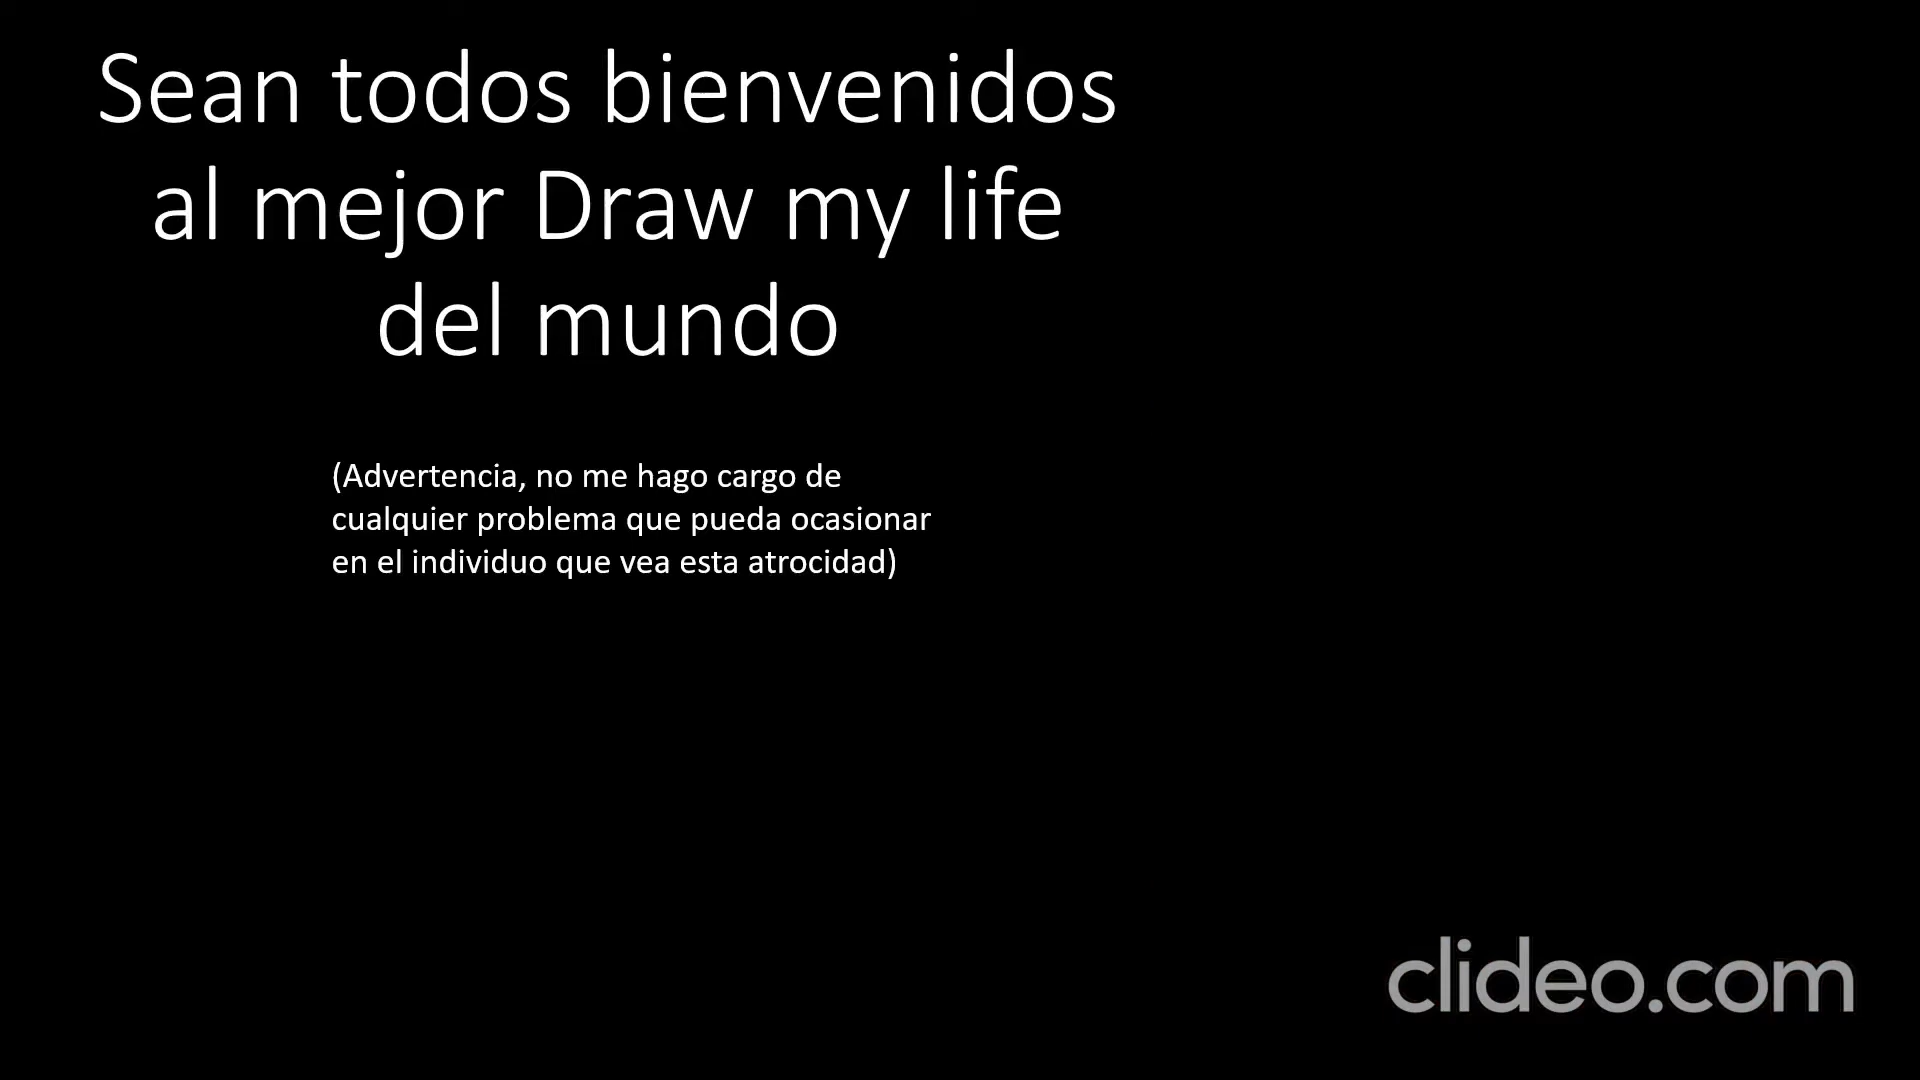 Sean todos bienvenidos
al mejor Draw my life
del mundo
(Advertencia, no me hago cargo de
cualquier problema que pueda ocasionar
en el individuo que vea esta atrocidad)
clideo.com